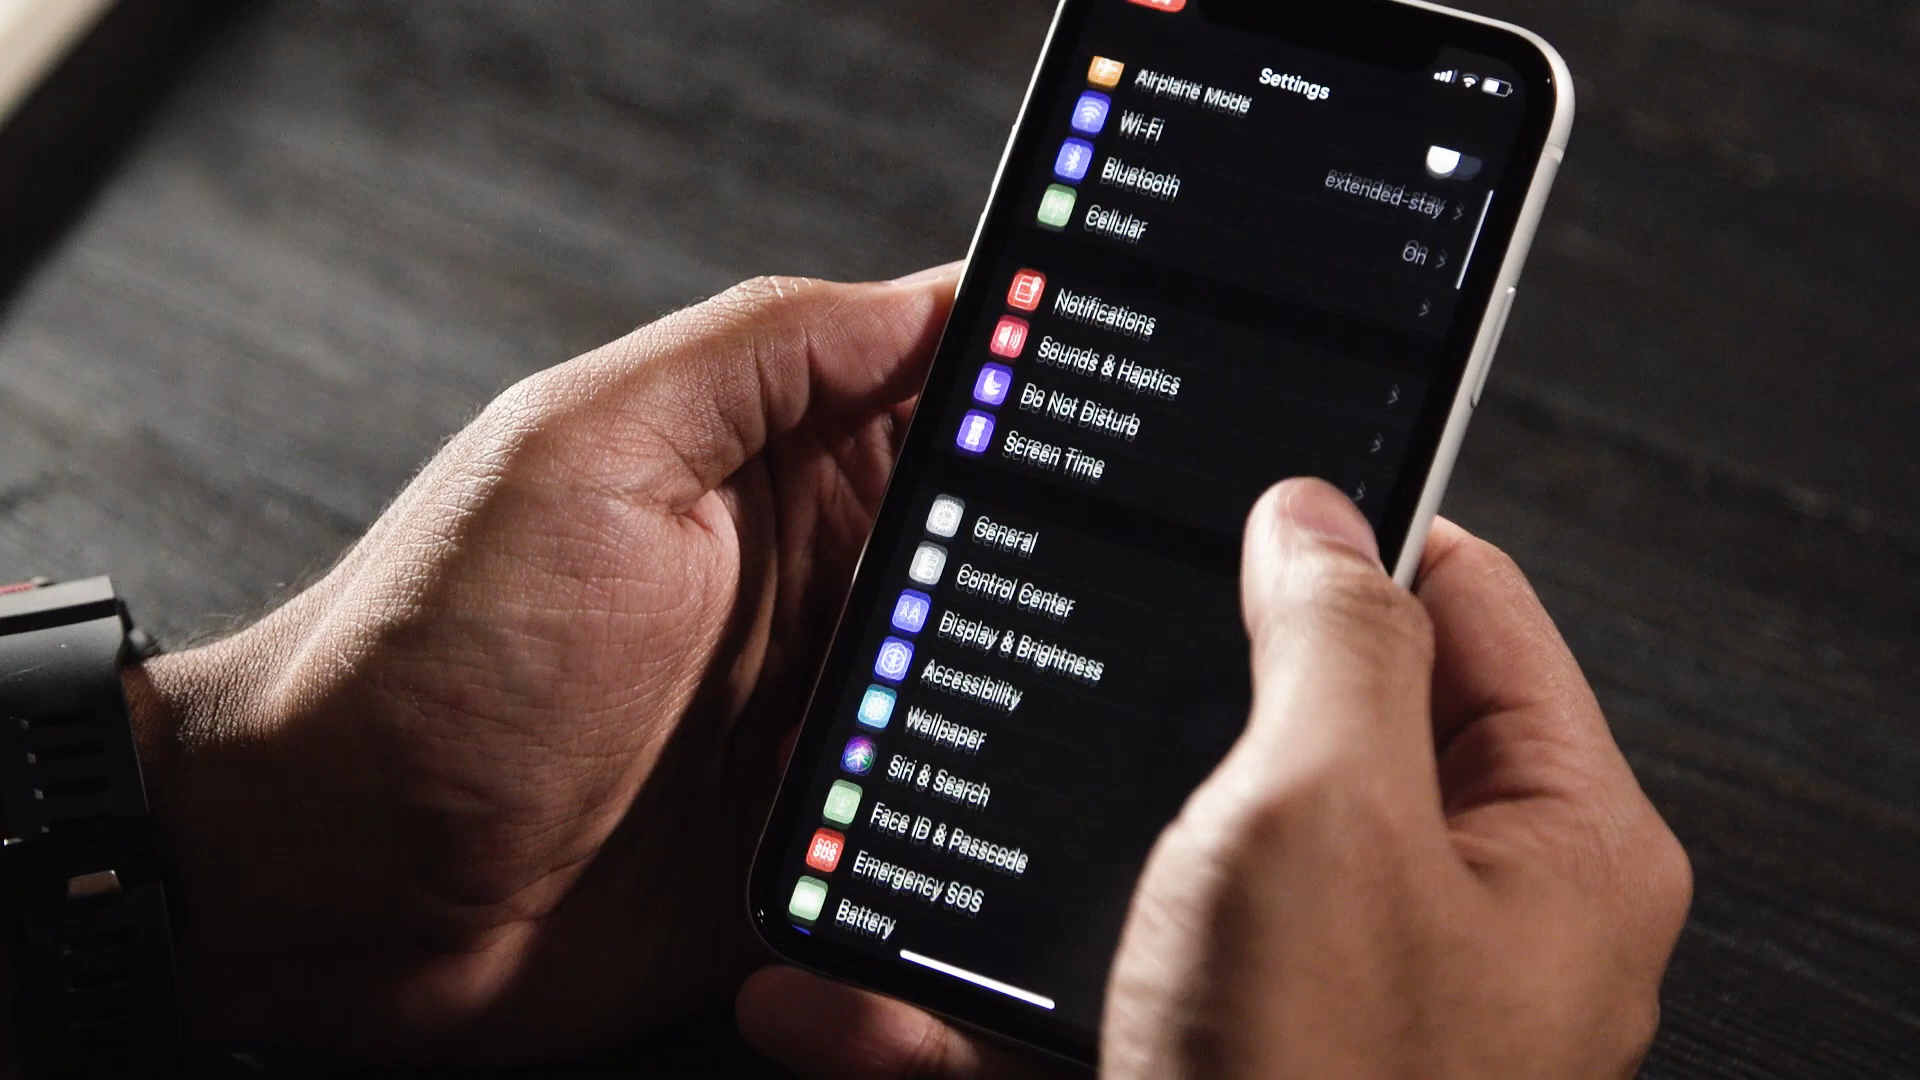 Settings
Airplane Mode
Wi-Fi
extended-stay
Bluetooth
On
Cellular
Notifications
Sounds & Haptics
Do Not Disturb
Screen Time
General
Control Center
AA
Display & Brightness
Accessibility
Wallpaper
Siri & Search
Face ID & Passcode
SOS
Emergency SOS
Battery